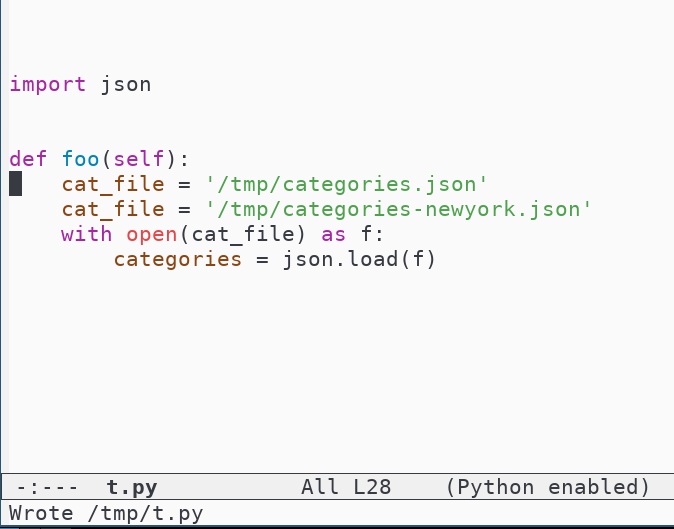 import json
def foo(self):
    cat_file = '/tmp/categories.json'
    cat_file = '/tmp/categories-newyork.json'
    with open(cat_file) as f:
        categories = json.load(f)
-:---  t.py           All L28    (Python enabled)
Wrote /tmp/t.py